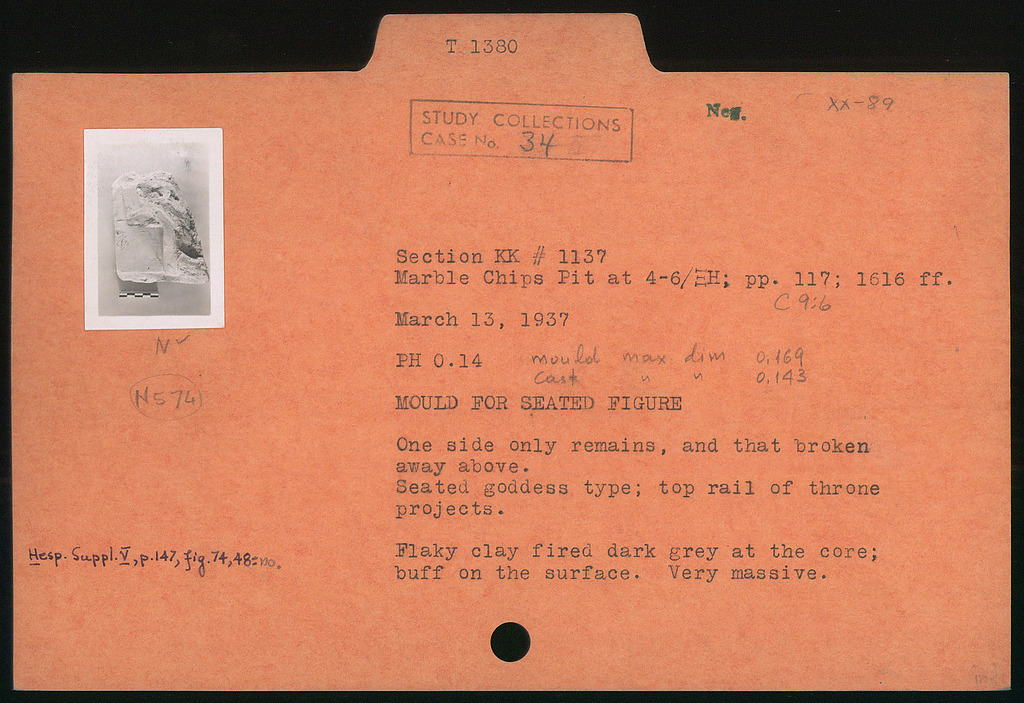 T 1380
STUDY COLLECTIONS
CASE No. 34
Neg.
XX-89
Section KK # 1137
Marble Chips Pit at 4-6/ΞH; pp. 117; 1616 ff.
C 9:6
March 13, 1937
PH 0.14 mould max dim 0,169
cast " " 0,143
MOULD FOR SEATED FIGURE
One side only remains, and that broken
away above.
Seated goddess type; top rail of throne
projects.
Flaky clay fired dark grey at the core;
buff on the surface. Very massive.
N ✓
N574
Hesp. Suppl. V, p.147, fig.74,48=no.